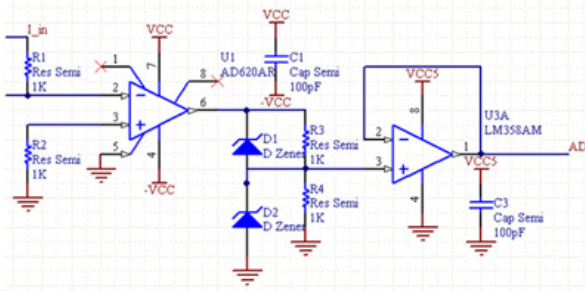 I_in
R1
Res Semi
1K
R2
Res Semi
1K
1
2
3
5
VCC
7
8
6
4
-VCC
U1
AD620AR
VCC
C1
Cap Semi
100pF
-VCC
D1
D Zener
D2
D Zener
R3
Res Semi
1K
R4
Res Semi
1K
VCC5
8
2
3
1
4
U3A
LM358AM
AD
VCC5
C3
Cap Semi
100pF